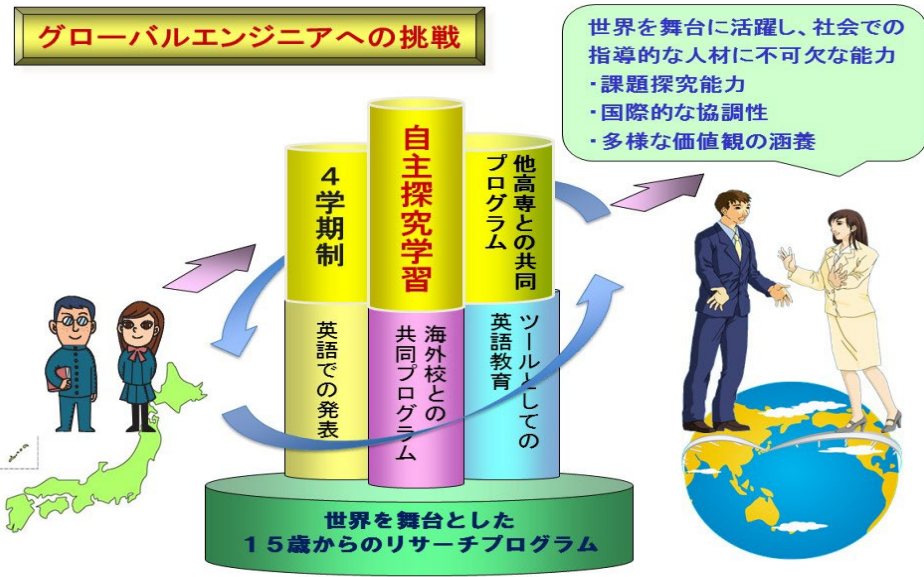 グローバルエンジニアへの挑戦
世界を舞台に活躍し、社会での
指導的な人材に不可欠な能力
・課題探究能力
・国際的な協調性
・多様な価値観の涵養
４学期制
自主探究学習
他高専との共同
プログラム
英語での発表
海外校との
共同プログラム
ツールとしての
英語教育
世界を舞台とした
１５歳からのリサーチプログラム